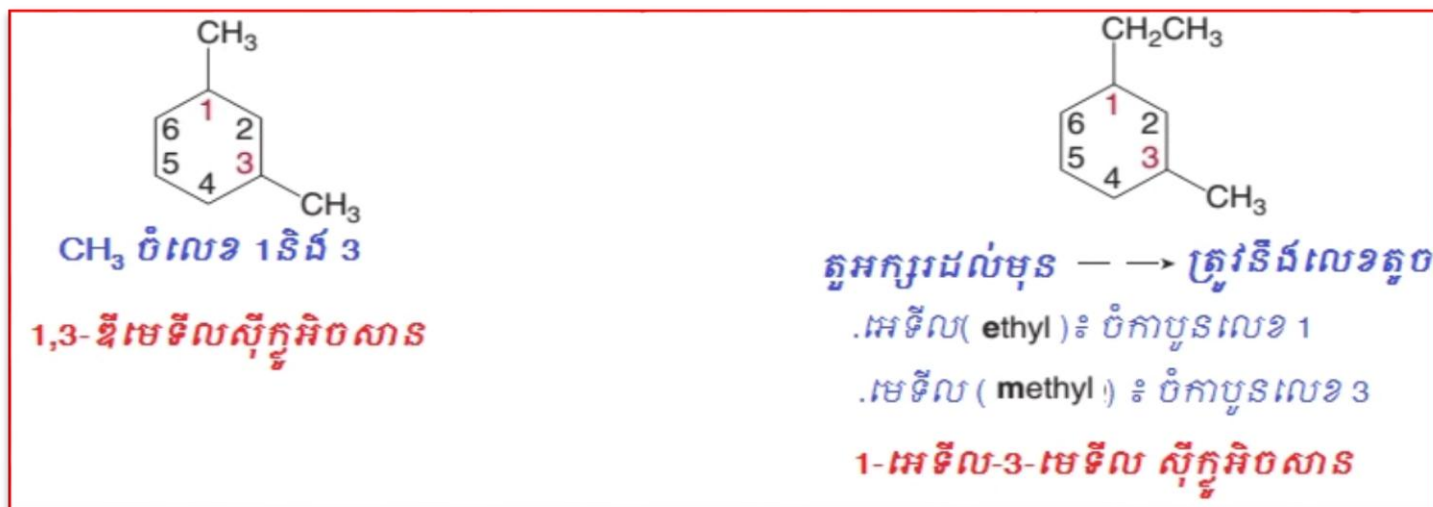 CH₃
1
6
2
5
3
4
CH₃
CH₃ ចំលេខ 1និង 3
1,3-ឌីមេទីលស៊ីក្លូអិចសាន
CH₂CH₃
1
6
2
5
3
4
CH₃
តួអក្សរដល់មុន — —→ ត្រូវនឹងលេខតូច
.អេទីល( ethyl )៖ ចំកាបូនលេខ 1
.មេទីល ( methyl ) ៖ ចំកាបូនលេខ 3
1-អេទីល-3-មេទីល ស៊ីក្លូអិចសាន